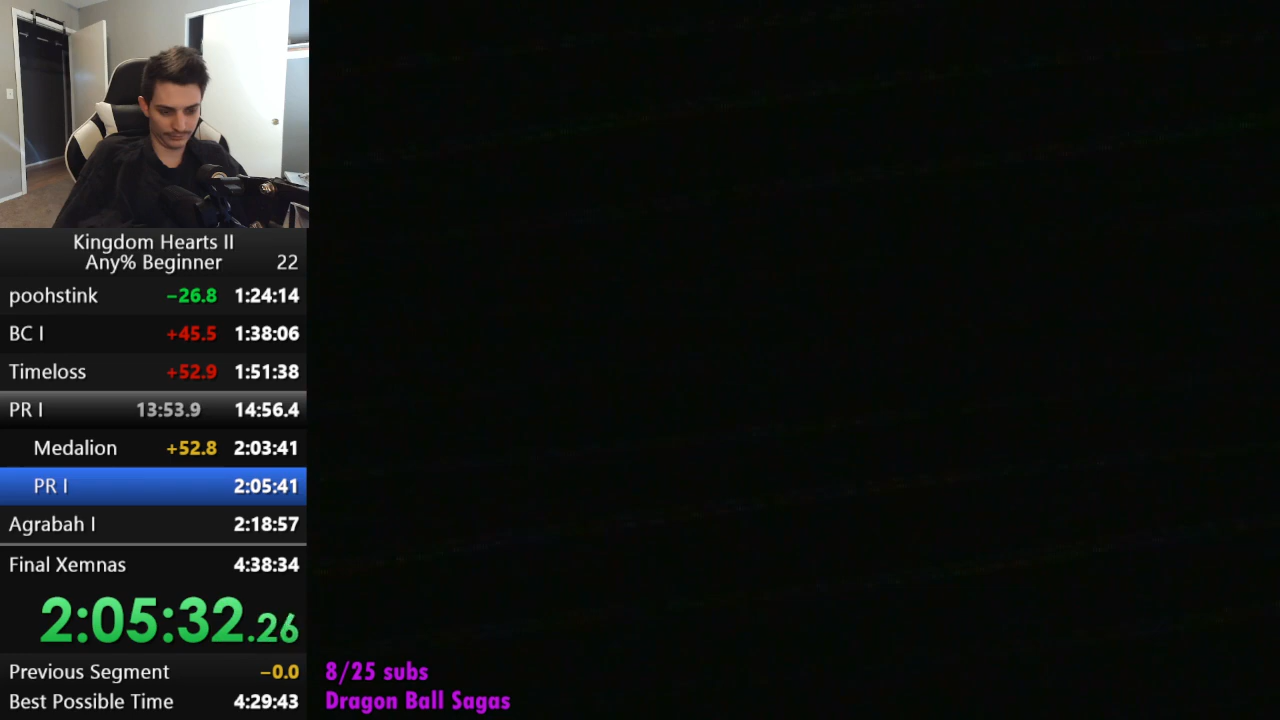 Kingdom Hearts II
Any% Beginner 22
poohstink −26.8 1:24:14
BC I +45.5 1:38:06
Timeloss +52.9 1:51:38
PR I 13:53.9 14:56.4
Medalion +52.8 2:03:41
PR I 2:05:41
Agrabah I 2:18:57
Final Xemnas 4:38:34
2:05:32.26
Previous Segment −0.0
Best Possible Time 4:29:43
8/25 subs
Dragon Ball Sagas